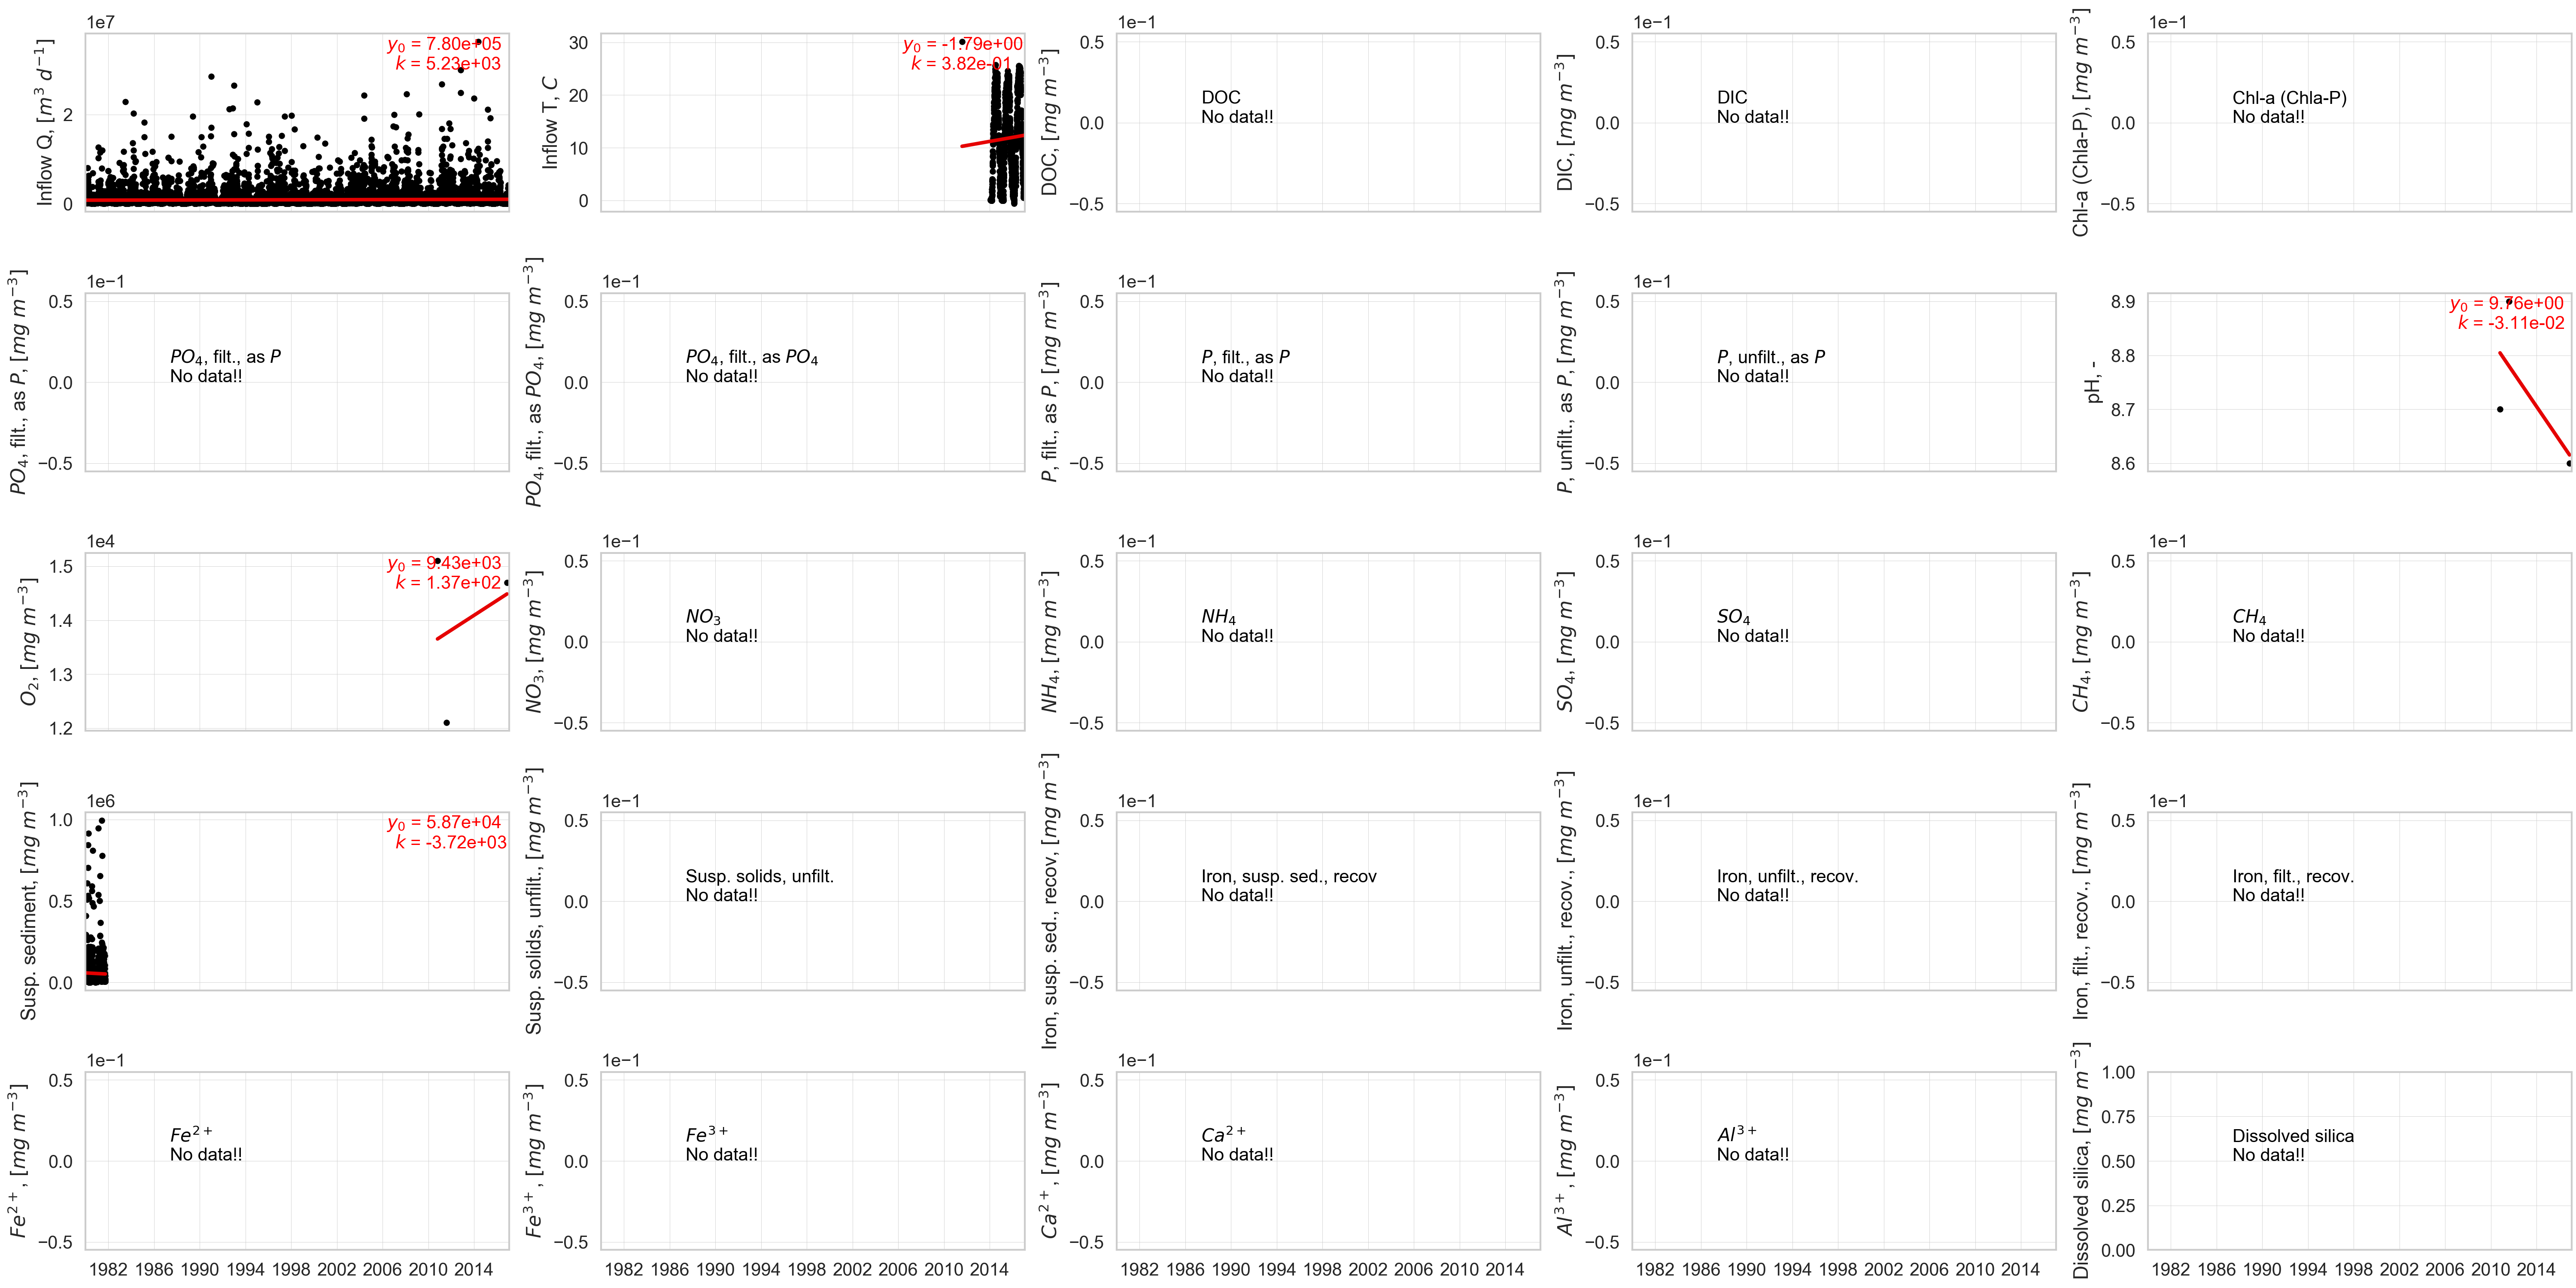 1e7
Inflow Q, [m³ d⁻¹]
2
0
y₀ = 7.80e+05
k = 5.23e+03
Inflow T, C
30
20
10
0
y₀ = -1.79e+00
k = 3.82e-01
1e−1
DOC, [mg m⁻³]
0.5
0.0
−0.5
DOC
No data!!
1e−1
DIC, [mg m⁻³]
0.5
0.0
−0.5
DIC
No data!!
1e−1
Chl-a (Chla-P), [mg m⁻³]
0.5
0.0
−0.5
Chl-a (Chla-P)
No data!!
1e−1
PO₄, filt., as P, [mg m⁻³]
0.5
0.0
−0.5
PO₄, filt., as P
No data!!
1e−1
PO₄, filt., as PO₄, [mg m⁻³]
0.5
0.0
−0.5
PO₄, filt., as PO₄
No data!!
1e−1
P, filt., as P, [mg m⁻³]
0.5
0.0
−0.5
P, filt., as P
No data!!
1e−1
P, unfilt., as P, [mg m⁻³]
0.5
0.0
−0.5
P, unfilt., as P
No data!!
pH, -
8.9
8.8
8.7
8.6
y₀ = 9.76e+00
k = -3.11e-02
1e4
O₂, [mg m⁻³]
1.5
1.4
1.3
1.2
y₀ = 9.43e+03
k = 1.37e+02
1e−1
NO₃, [mg m⁻³]
0.5
0.0
−0.5
NO₃
No data!!
1e−1
NH₄, [mg m⁻³]
0.5
0.0
−0.5
NH₄
No data!!
1e−1
SO₄, [mg m⁻³]
0.5
0.0
−0.5
SO₄
No data!!
1e−1
CH₄, [mg m⁻³]
0.5
0.0
−0.5
CH₄
No data!!
1e6
Susp. sediment, [mg m⁻³]
1.0
0.5
0.0
y₀ = 5.87e+04
k = -3.72e+03
1e−1
Susp. solids, unfilt., [mg m⁻³]
0.5
0.0
−0.5
Susp. solids, unfilt.
No data!!
1e−1
Iron, susp. sed., recov, [mg m⁻³]
0.5
0.0
−0.5
Iron, susp. sed., recov
No data!!
1e−1
Iron, unfilt., recov., [mg m⁻³]
0.5
0.0
−0.5
Iron, unfilt., recov.
No data!!
1e−1
Iron, filt., recov., [mg m⁻³]
0.5
0.0
−0.5
Iron, filt., recov.
No data!!
1e−1
Fe²⁺, [mg m⁻³]
0.5
0.0
−0.5
Fe²⁺
No data!!
1982 1986 1990 1994 1998 2002 2006 2010 2014
1e−1
Fe³⁺, [mg m⁻³]
0.5
0.0
−0.5
Fe³⁺
No data!!
1982 1986 1990 1994 1998 2002 2006 2010 2014
1e−1
Ca²⁺, [mg m⁻³]
0.5
0.0
−0.5
Ca²⁺
No data!!
1982 1986 1990 1994 1998 2002 2006 2010 2014
1e−1
Al³⁺, [mg m⁻³]
0.5
0.0
−0.5
Al³⁺
No data!!
1982 1986 1990 1994 1998 2002 2006 2010 2014
Dissolved silica, [mg m⁻³]
1.00
0.75
0.50
0.25
0.00
Dissolved silica
No data!!
1982 1986 1990 1994 1998 2002 2006 2010 2014